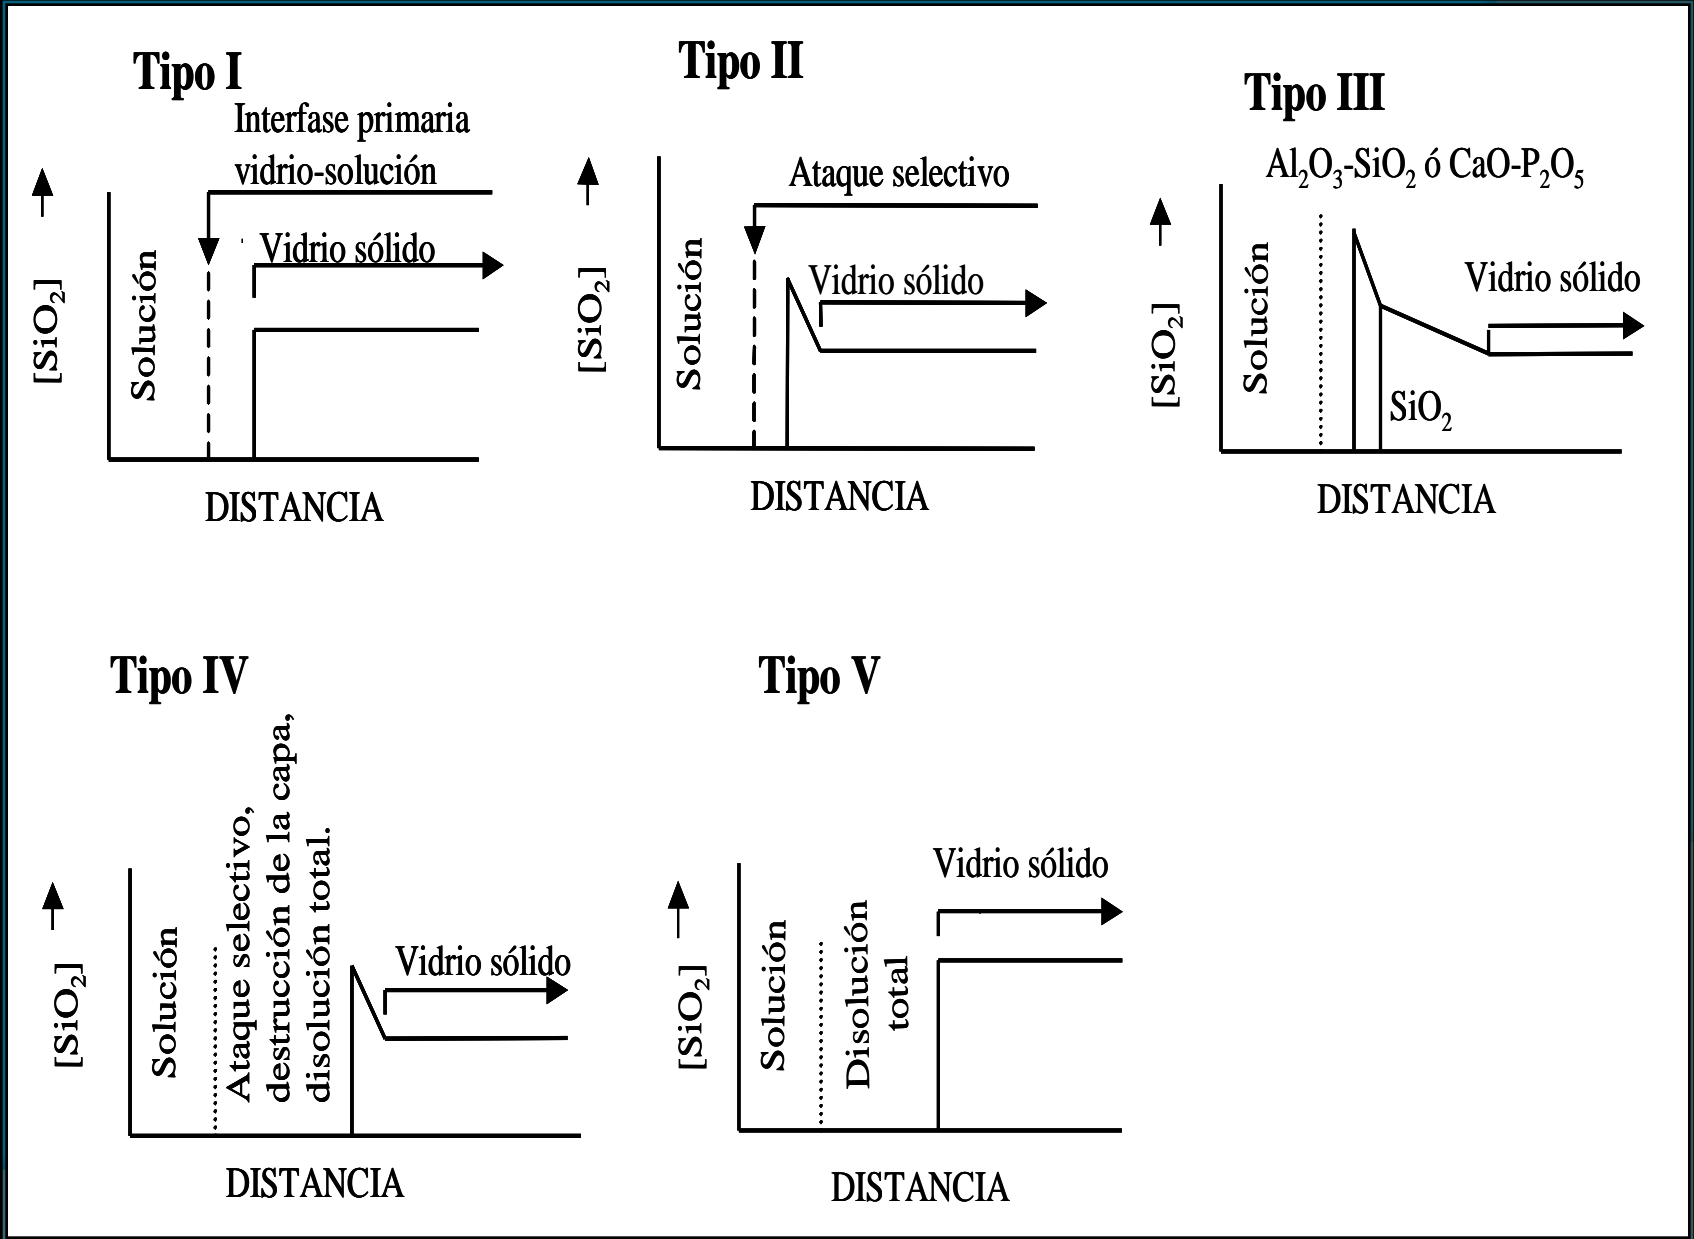 Tipo I
Interfase primaria
vidrio-solución
Vidrio sólido
Solución
[SiO₂]
DISTANCIA
Tipo II
Ataque selectivo
Vidrio sólido
Solución
[SiO₂]
DISTANCIA
Tipo III
Al₂O₃-SiO₂ ó CaO-P₂O₅
Vidrio sólido
Solución
[SiO₂]
SiO₂
DISTANCIA
Tipo IV
Ataque selectivo,
destrucción de la capa,
disolución total.
Vidrio sólido
Solución
[SiO₂]
DISTANCIA
Tipo V
Vidrio sólido
Disolución
total
Solución
[SiO₂]
DISTANCIA